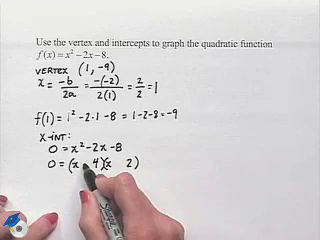 Use the vertex and intercepts to graph the quadratic function
f(x) = x² − 2x − 8.
VERTEX (1, -9)
x = -b/2a = -(-2)/2(1) = 2/2 = 1
f(1) = 1² - 2·1 - 8 = 1-2-8 = -9
X-INT:
0 = x² - 2x - 8
0 = (x 4)(x 2)
Sharpie